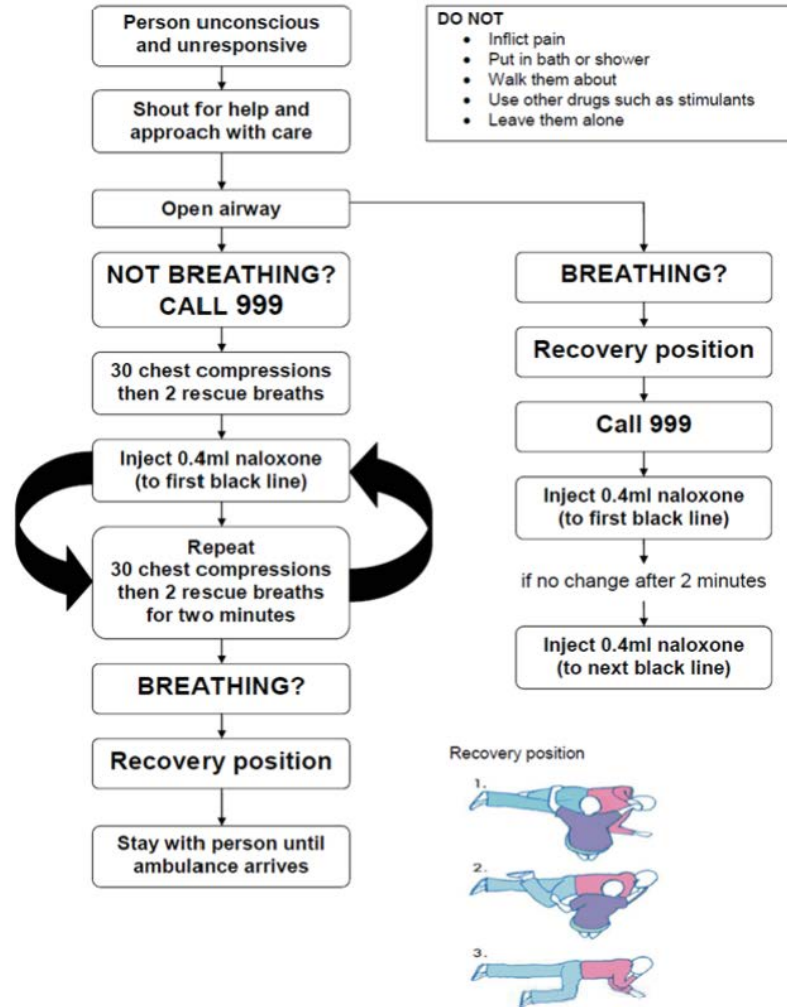 Person unconscious
and unresponsive
Shout for help and
approach with care
Open airway
NOT BREATHING?
CALL 999
30 chest compressions
then 2 rescue breaths
Inject 0.4ml naloxone
(to first black line)
Repeat
30 chest compressions
then 2 rescue breaths
for two minutes
BREATHING?
Recovery position
Stay with person until
ambulance arrives
DO NOT
• Inflict pain
• Put in bath or shower
• Walk them about
• Use other drugs such as stimulants
• Leave them alone
BREATHING?
Recovery position
Call 999
Inject 0.4ml naloxone
(to first black line)
if no change after 2 minutes
Inject 0.4ml naloxone
(to next black line)
Recovery position
1.
2.
3.